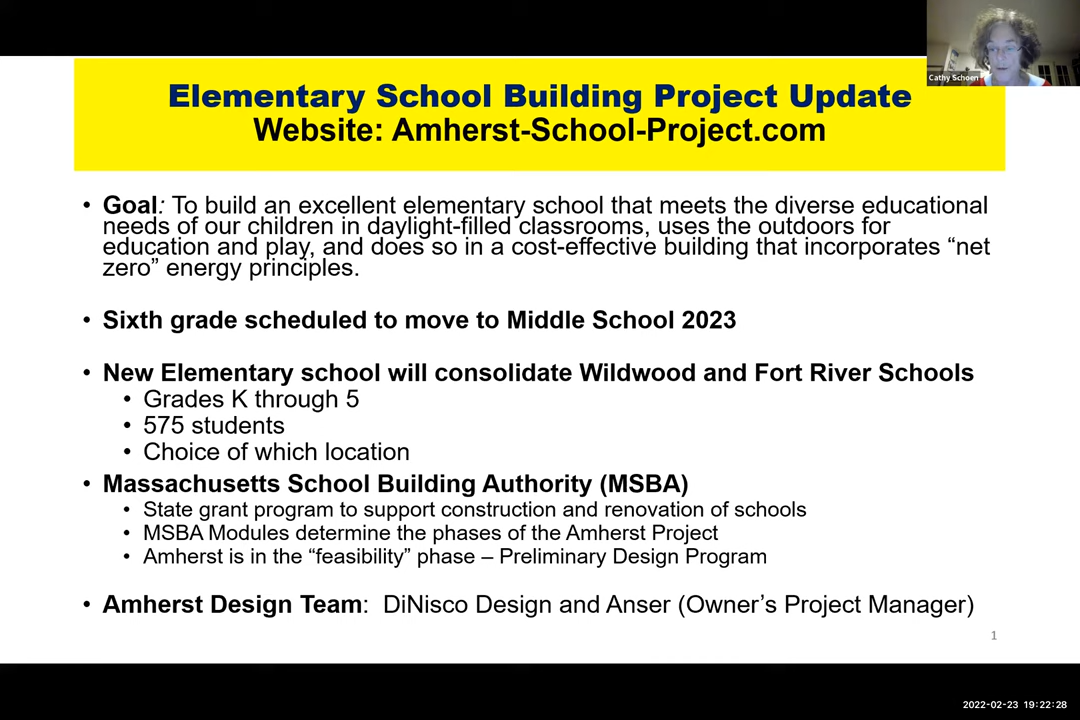 Cathy Schoen
Elementary School Building Project Update
Website: Amherst-School-Project.com
• Goal: To build an excellent elementary school that meets the diverse educational
needs of our children in daylight-filled classrooms, uses the outdoors for
education and play, and does so in a cost-effective building that incorporates “net
zero” energy principles.
• Sixth grade scheduled to move to Middle School 2023
• New Elementary school will consolidate Wildwood and Fort River Schools
• Grades K through 5
• 575 students
• Choice of which location
• Massachusetts School Building Authority (MSBA)
• State grant program to support construction and renovation of schools
• MSBA Modules determine the phases of the Amherst Project
• Amherst is in the “feasibility” phase – Preliminary Design Program
• Amherst Design Team: DiNisco Design and Anser (Owner’s Project Manager)
1
2022-02-23 19:22:28